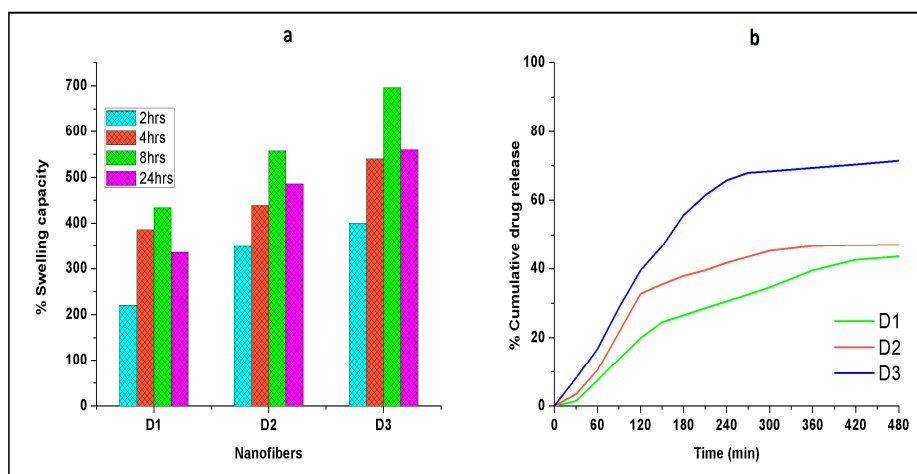 a
% Swelling capacity
700
600
500
400
300
200
100
0
2hrs
4hrs
8hrs
24hrs
D1 D2 D3
Nanofibers
b
% Cumulative drug release
100
80
60
40
20
0
D1
D2
D3
0 60 120 180 240 300 360 420 480
Time (min)